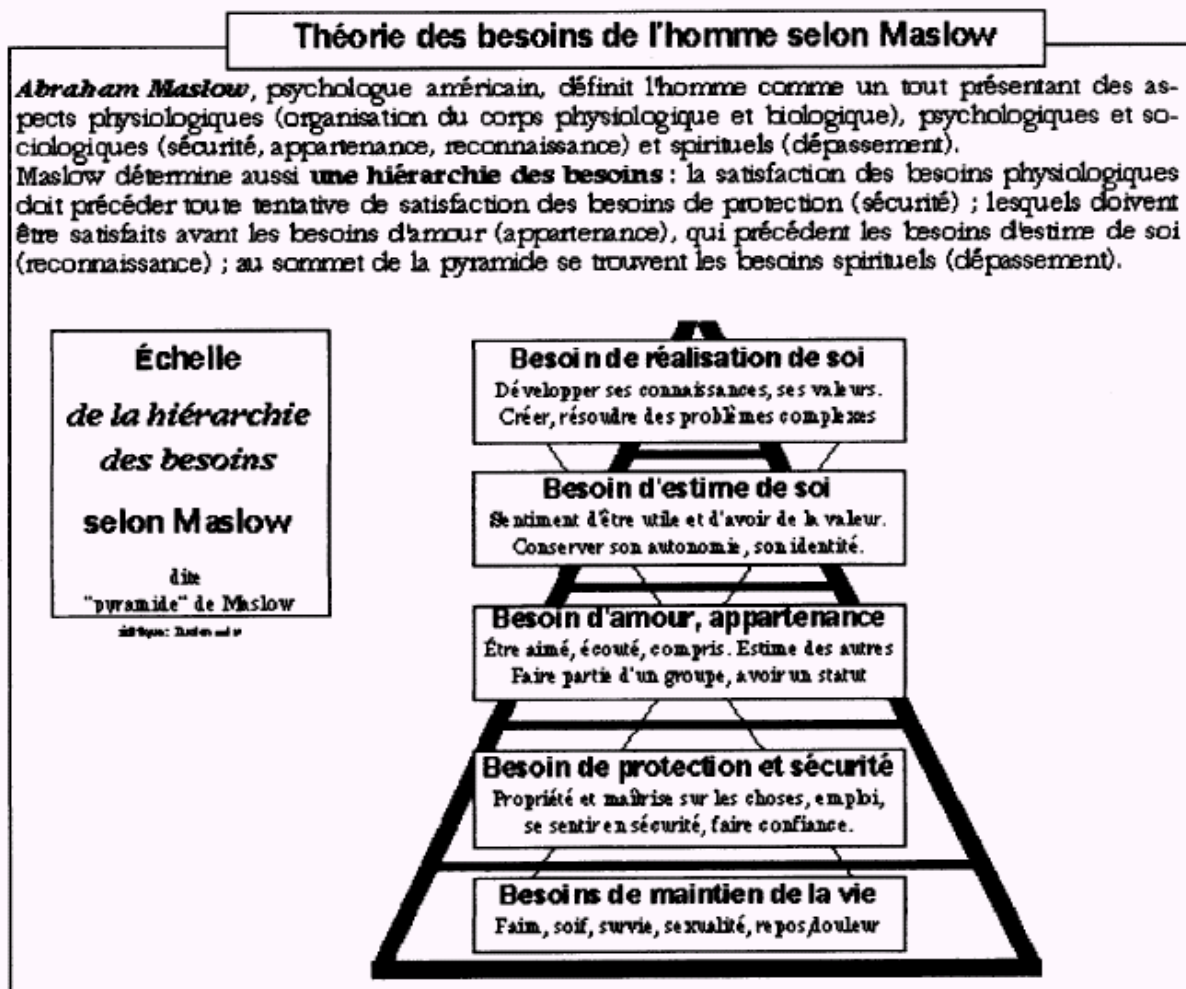 Théorie des besoins de l'homme selon Maslow
Abraham Maslow, psychologue américain, définit l'homme comme un tout présentant des as-
pects physiologiques (organisation du corps physiologique et biologique), psychologiques et so-
ciologiques (sécurité, appartenance, reconnaissance) et spirituels (dépassement).
Maslow détermine aussi une hiérarchie des besoins : la satisfaction des besoins physiologiques
doit précéder toute tentative de satisfaction des besoins de protection (sécurité) ; lesquels doivent
être satisfaits avant les besoins d'amour (appartenance), qui précédent les besoins d'estime de soi
(reconnaissance) ; au sommet de la pyramide se trouvent les besoins spirituels (dépassement).
Échelle
de la hiérarchie
des besoins
selon Maslow
dite
"pyramide" de Maslow
Besoin de réalisation de soi
Développer ses connaissances, ses valeurs.
Créer, résoudre des problèmes complexes
Besoin d'estime de soi
Sentiment d'être utile et d'avoir de la valeur.
Conserver son autonomie, son identité.
Besoin d'amour, appartenance
Être aimé, écouté, compris. Estime des autres
Faire partie d'un groupe, avoir un statut
Besoin de protection et sécurité
Propriété et maîtrise sur les choses, emploi,
se sentir en sécurité, faire confiance.
Besoins de maintien de la vie
Faim, soif, survie, sexualité, repos, douleur